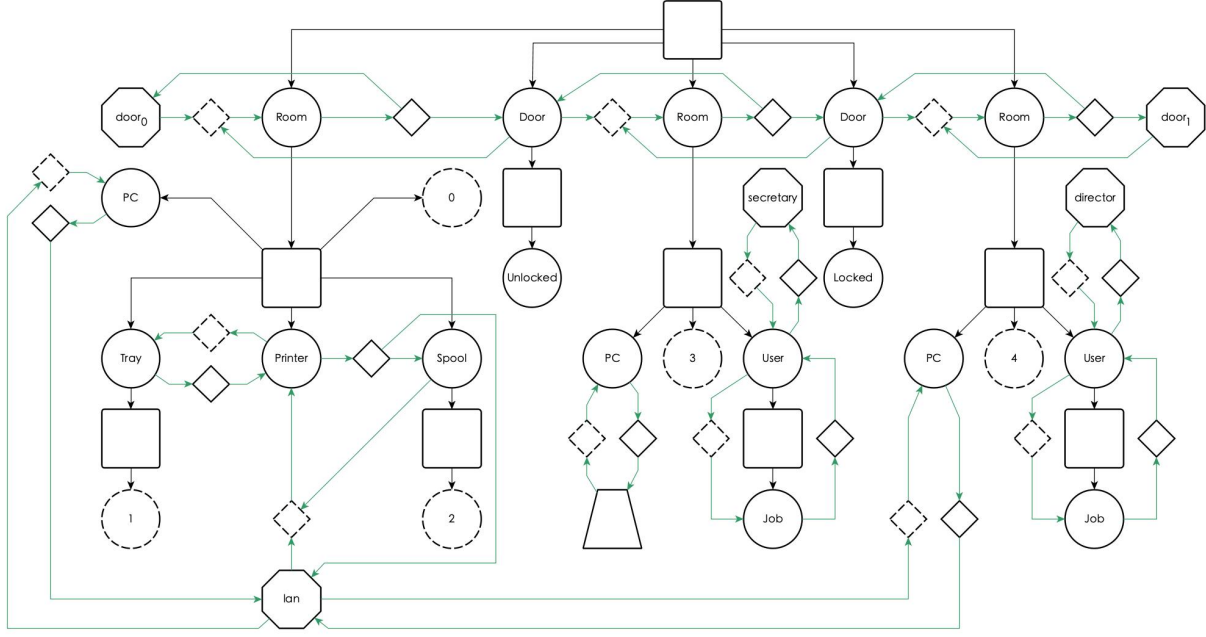 door0
Room
Door
Room
Door
Room
door1
PC
0
secretary
director
Unlocked
Locked
Tray
Printer
Spool
PC
3
User
PC
4
User
1
2
Job
Job
lan